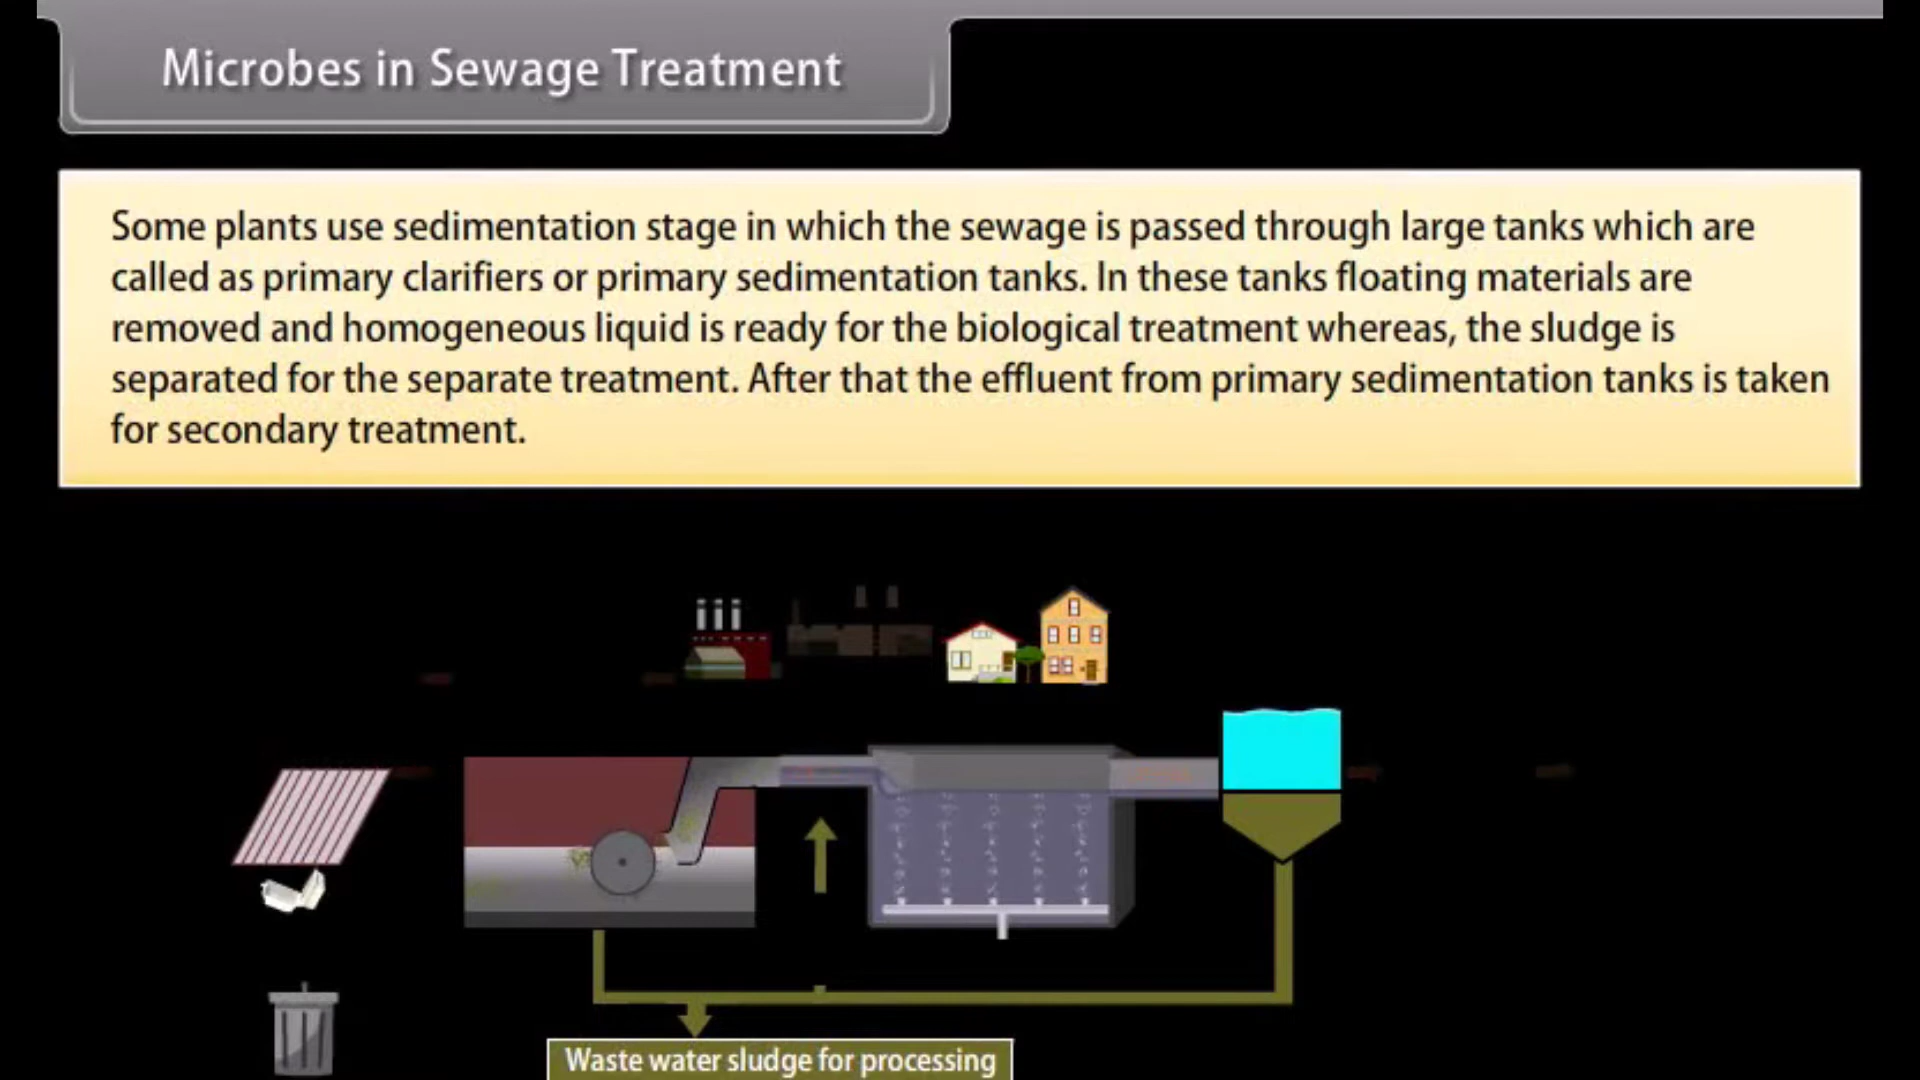 Microbes in Sewage Treatment
Some plants use sedimentation stage in which the sewage is passed through large tanks which are
called as primary clarifiers or primary sedimentation tanks. In these tanks floating materials are
removed and homogeneous liquid is ready for the biological treatment whereas, the sludge is
separated for the separate treatment. After that the effluent from primary sedimentation tanks is taken
for secondary treatment.
Waste water sludge for processing